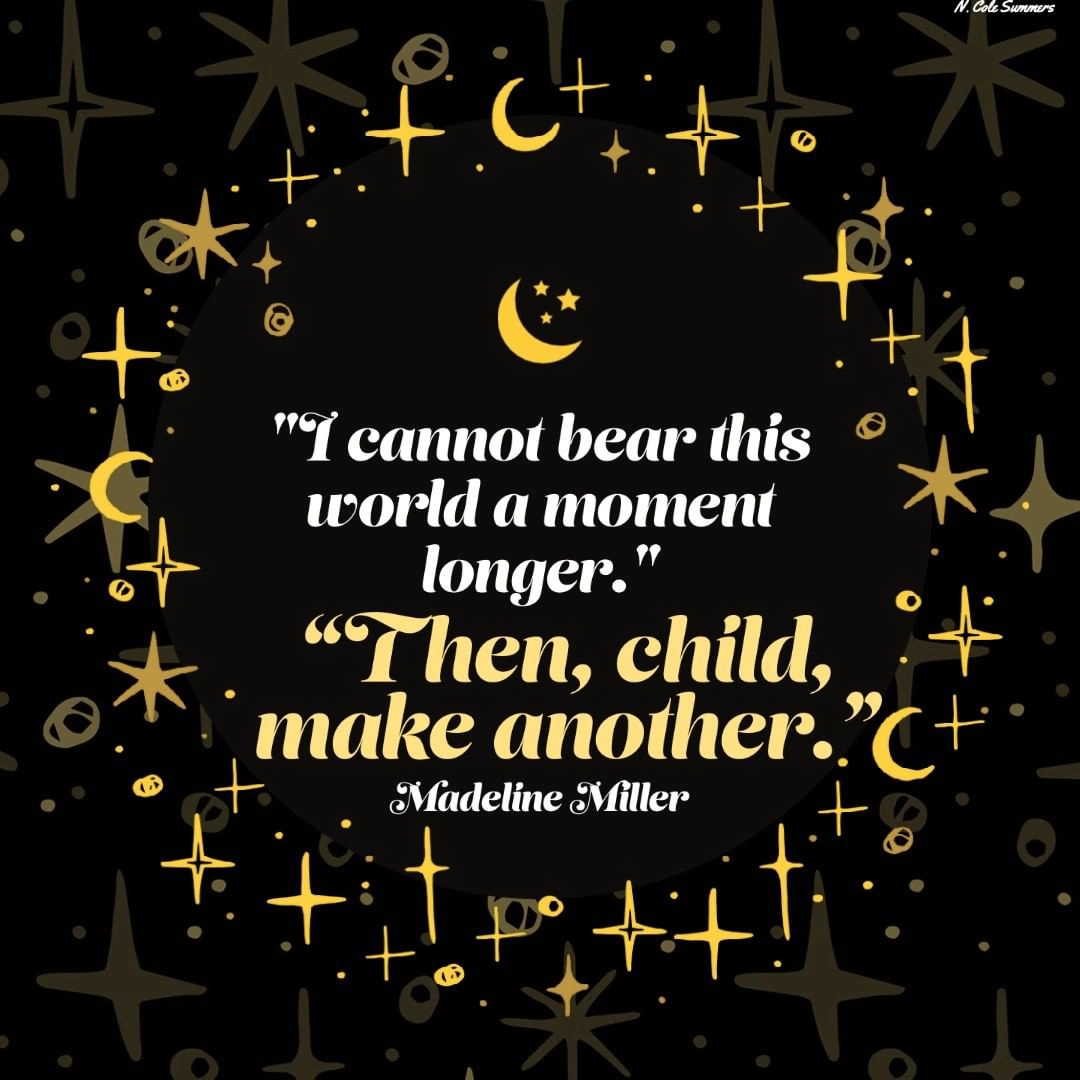 N. Cole Summers
"I cannot bear this
world a moment
longer."
“Then, child,
make another.”
Madeline Miller